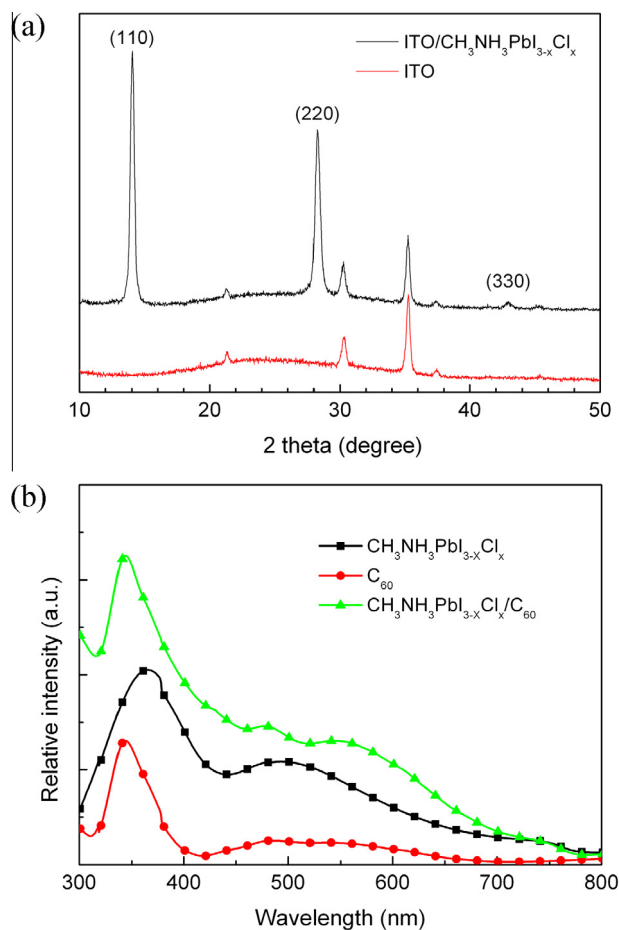 (a)
(110)
(220)
(330)
ITO/CH₃NH₃PbI₃₋ₓClₓ
ITO
10 20 30 40 50
2 theta (degree)
(b)
CH₃NH₃PbI₃₋ₓClₓ
C₆₀
CH₃NH₃PbI₃₋ₓClₓ/C₆₀
Relative intensity (a.u.)
300 400 500 600 700 800
Wavelength (nm)